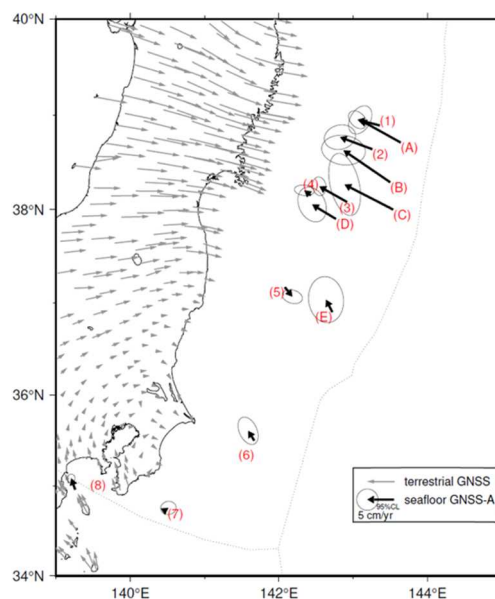 40°N
(1)
(A)
(2)
(B)
(4)
(3)
(C)
38°N
(D)
(5)
(E)
36°N
(6)
(8)
(7)
terrestrial GNSS
seafloor GNSS-A
95%CL
5 cm/yr
34°N
140°E
142°E
144°E